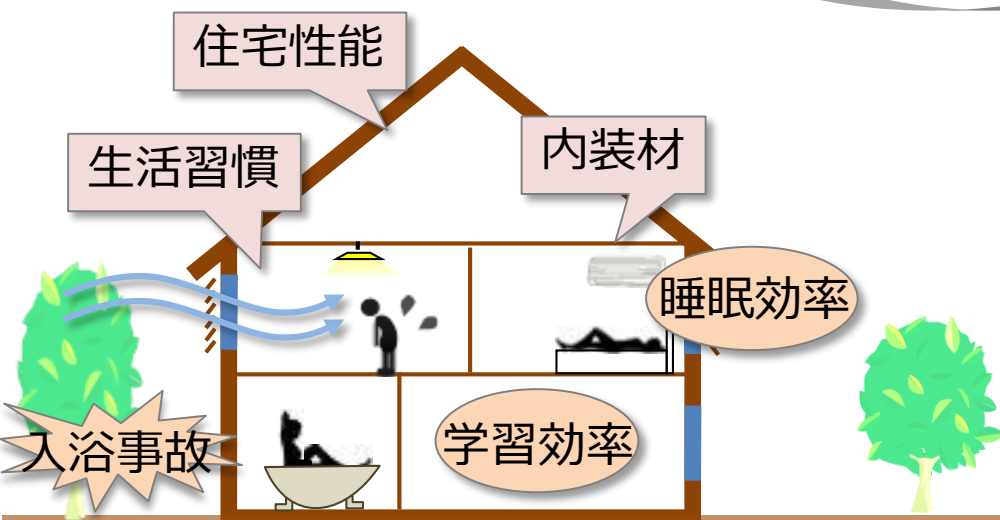 住宅性能
生活習慣
内装材
睡眠効率
入浴事故
学習効率